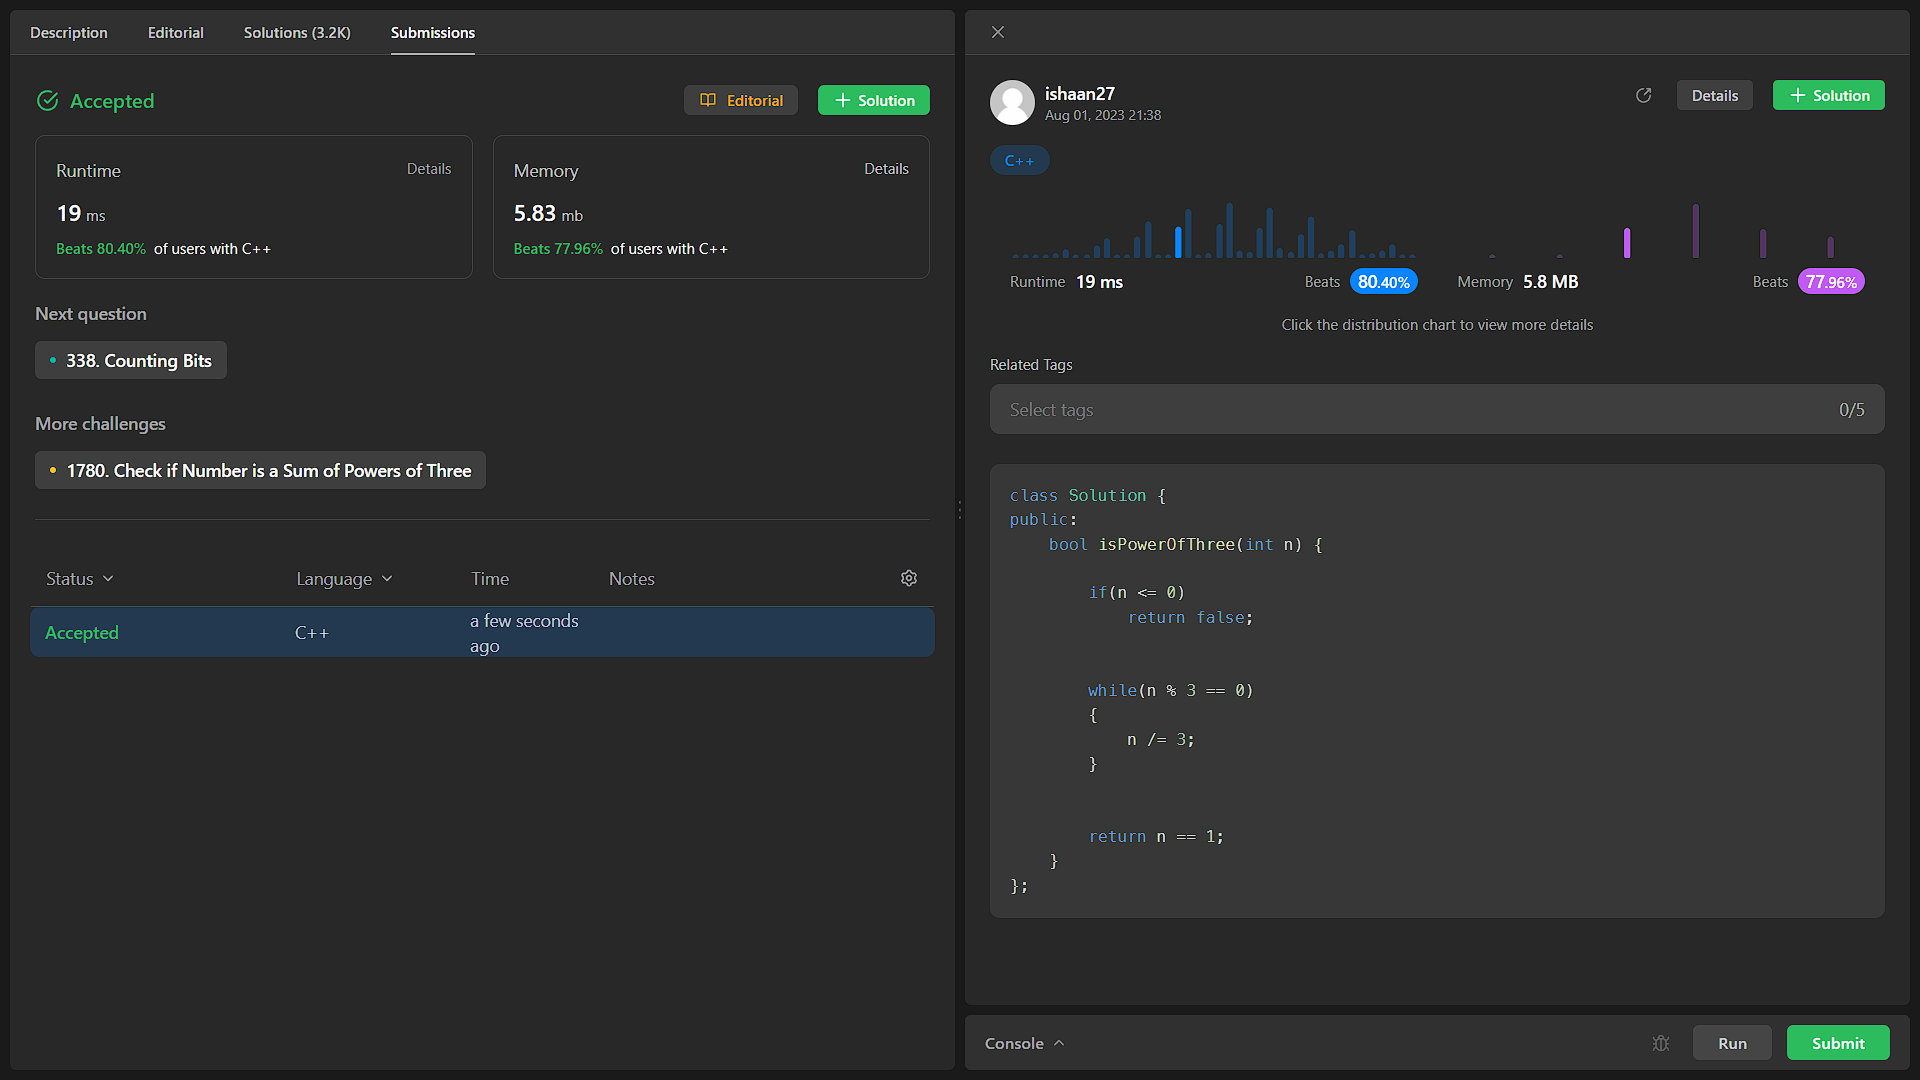 Description Editorial Solutions (3.2K) Submissions
Accepted Editorial + Solution
Runtime Details
19 ms
Beats 80.40% of users with C++
Memory Details
5.83 mb
Beats 77.96% of users with C++
Next question
338. Counting Bits
More challenges
1780. Check if Number is a Sum of Powers of Three
Status Language Time Notes
Accepted C++ a few seconds
ago
ishaan27
Aug 01, 2023 21:38
Details + Solution
C++
Runtime 19 ms Beats 80.40% Memory 5.8 MB Beats 77.96%
Click the distribution chart to view more details
Related Tags
Select tags 0/5
class Solution {
public:
    bool isPowerOfThree(int n) {
        if(n <= 0)
            return false;
        while(n % 3 == 0)
        {
            n /= 3;
        }
        return n == 1;
    }
};
Console Run Submit